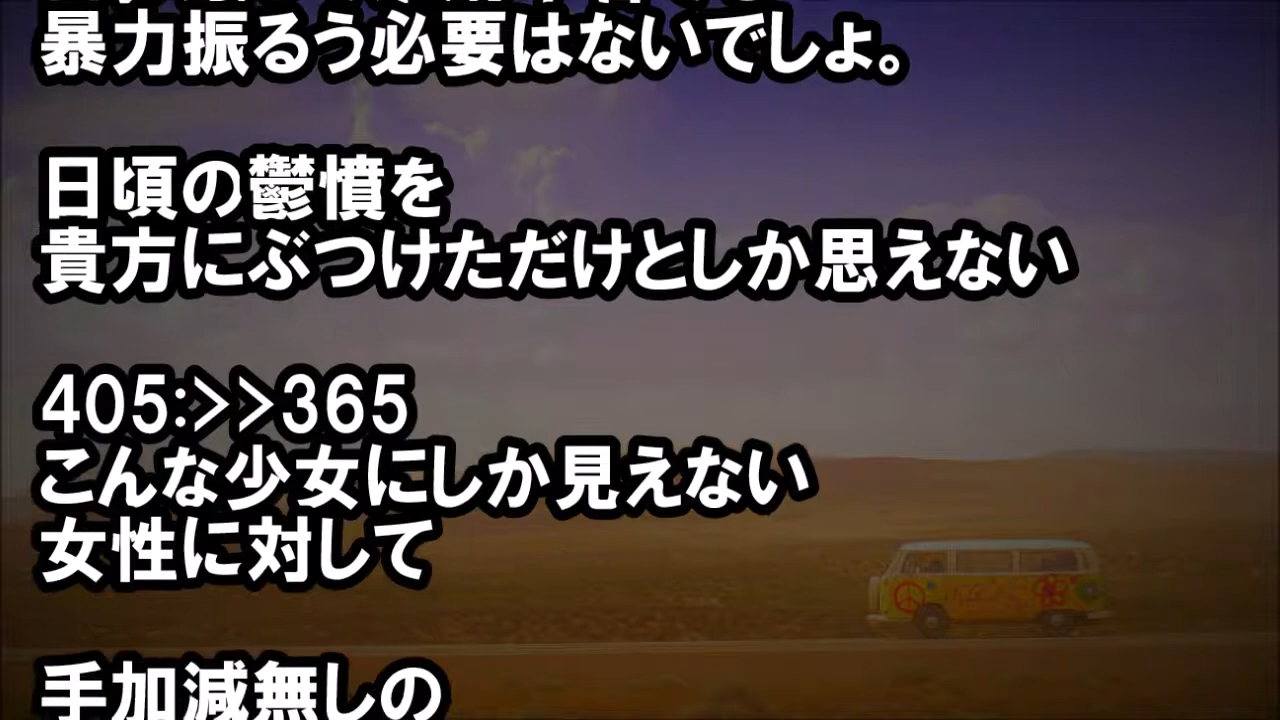 暴力振るう必要はないでしょ。
日頃の鬱憤を
貴方にぶつけただけとしか思えない
405:>>365
こんな少女にしか見えない
女性に対して
手加減無しの